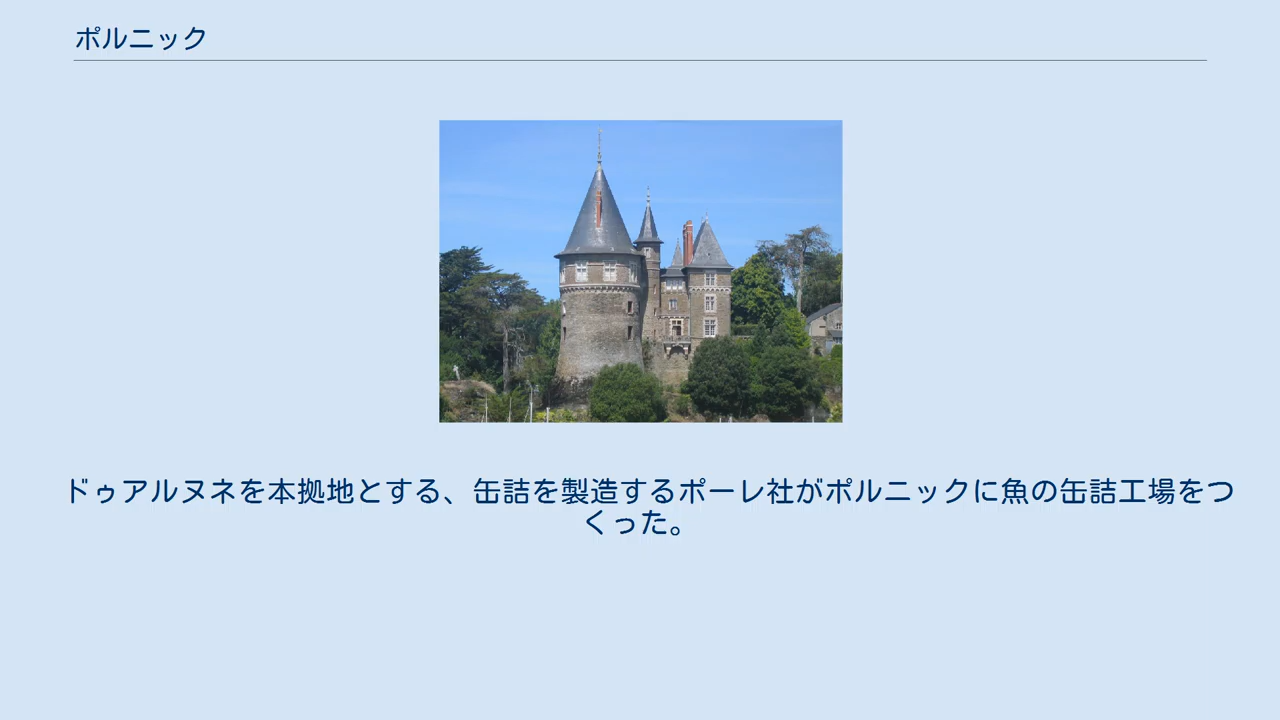 ポルニック
ドゥアルヌネを本拠地とする、缶詰を製造するポーレ社がポルニックに魚の缶詰工場をつ
くった。